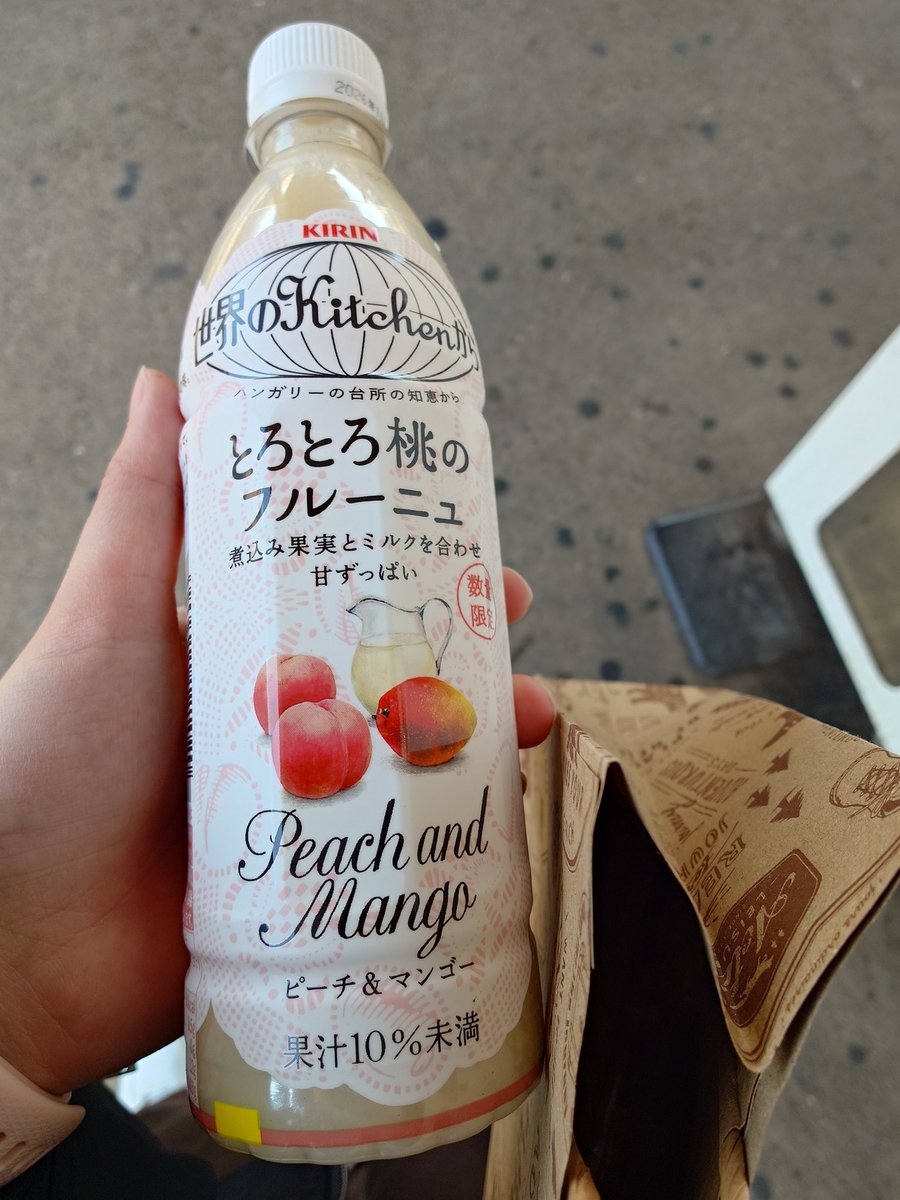 2026
KIRIN
世界のKitchenから
ハンガリーの台所の知恵から
とろとろ桃の
フルーニュ
煮込み果実とミルクを合わせ
甘ずっぱい
数量
限定
Peach and
Mango
ピーチ&マンゴー
果汁10%未満